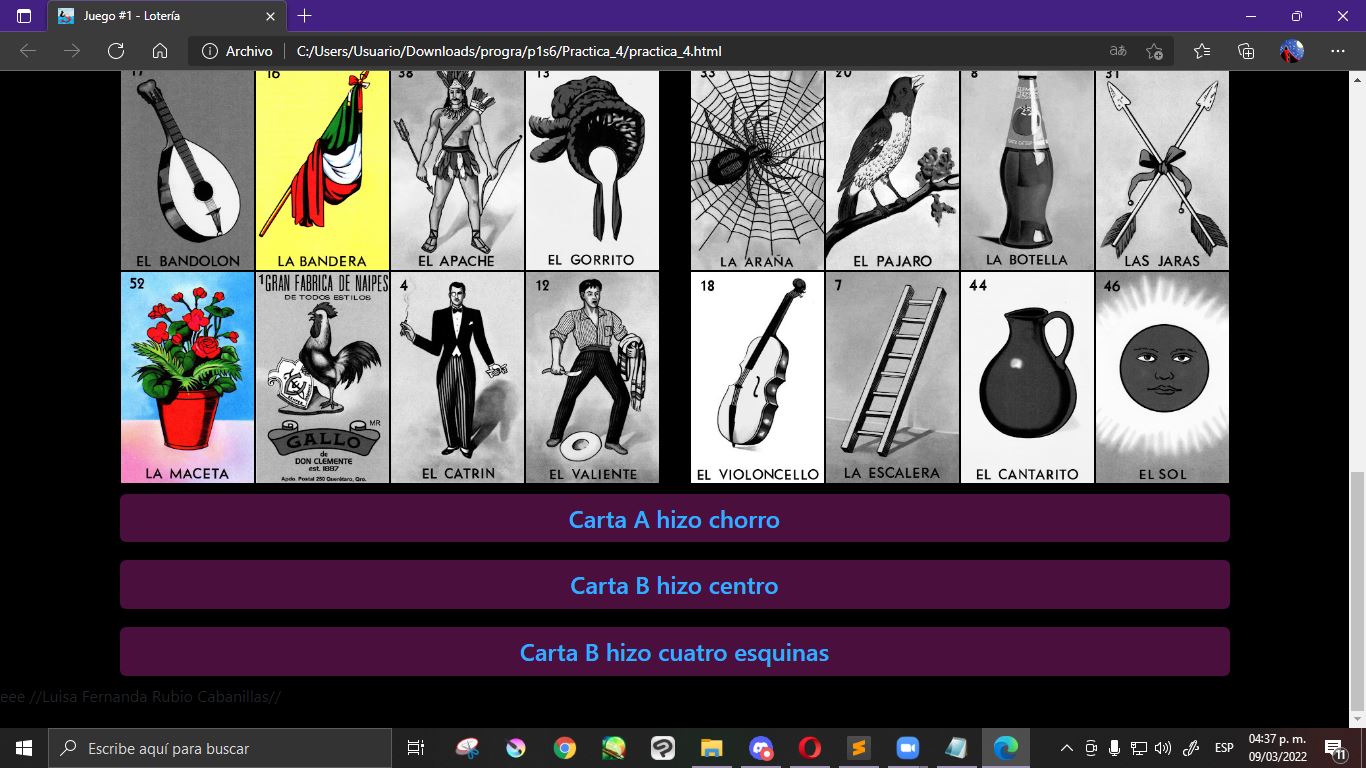 Juego #1 - Lotería
Archivo
C:/Users/Usuario/Downloads/progra/p1s6/Practica_4/practica_4.html
aあ
16 38 13 33 20 8 31
25
EL BANDOLON LA BANDERA EL APACHE EL GORRITO LA ARAÑA EL PAJARO LA BOTELLA LAS JARAS
52 1 GRAN FABRICA DE NAIPES 4 12 18 7 44 46
DE TODOS ESTILOS
MR
GALLO
de
DON CLEMENTE
est. 1887
Apdo. Postal 250 Querétaro, Qro.
LA MACETA EL CATRIN EL VALIENTE EL VIOLONCELLO LA ESCALERA EL CANTARITO EL SOL
Carta A hizo chorro
Carta B hizo centro
Carta B hizo cuatro esquinas
eee //Luisa Fernanda Rubio Cabanillas//
Escribe aquí para buscar
ESP
04:37 p. m.
09/03/2022
11